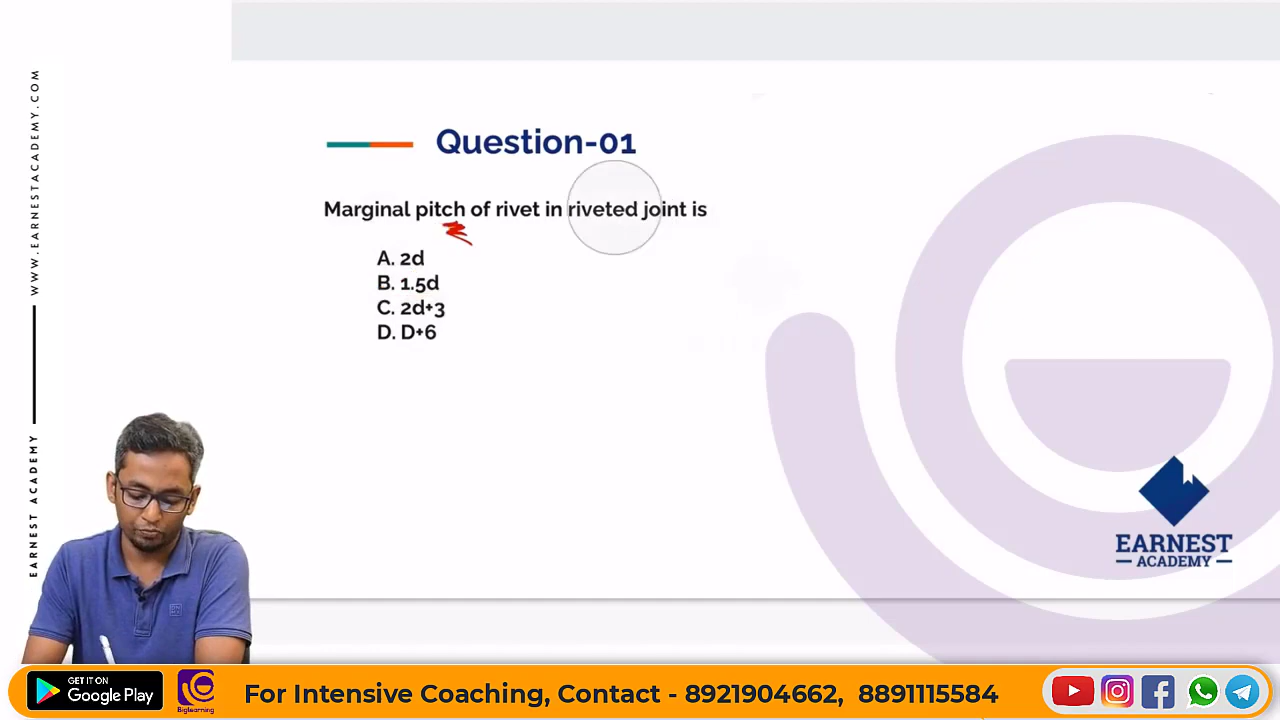 WWW.EARNESTACADEMY.COM
EARNEST ACADEMY
Question-01
Marginal pitch of rivet in riveted joint is
A. 2d
B. 1.5d
C. 2d+3
D. D+6
EARNEST
ACADEMY
GET IT ON
Google Play
Biglearning
For Intensive Coaching, Contact - 8921904662, 8891115584